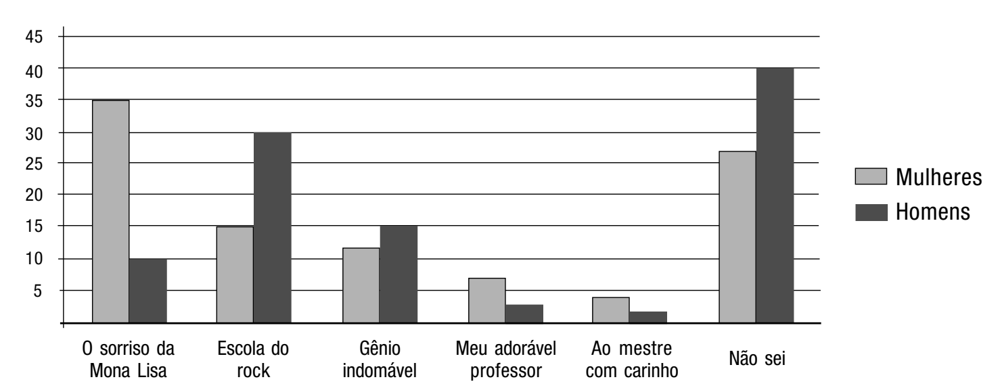 45
40
35
30
25
20
15
10
5
O sorriso da
Mona Lisa
Escola do
rock
Gênio
indomável
Meu adorável
professor
Ao mestre
com carinho
Não sei
Mulheres
Homens